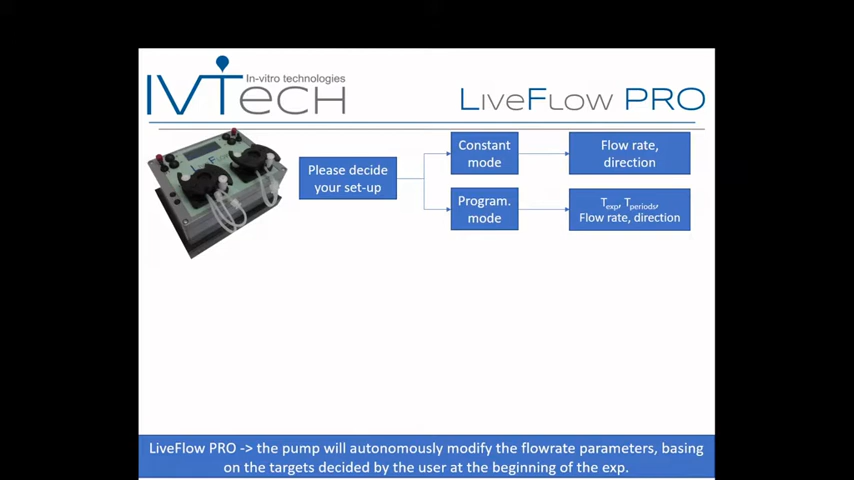 In-vitro technologies
IVTECH
LIVEFLOW PRO
Please decide
your set-up
Constant
mode
Flow rate,
direction
Program.
mode
Texp, Tperiods,
Flow rate, direction
LiveFlow PRO -> the pump will autonomously modify the flowrate parameters, basing
on the targets decided by the user at the beginning of the exp.